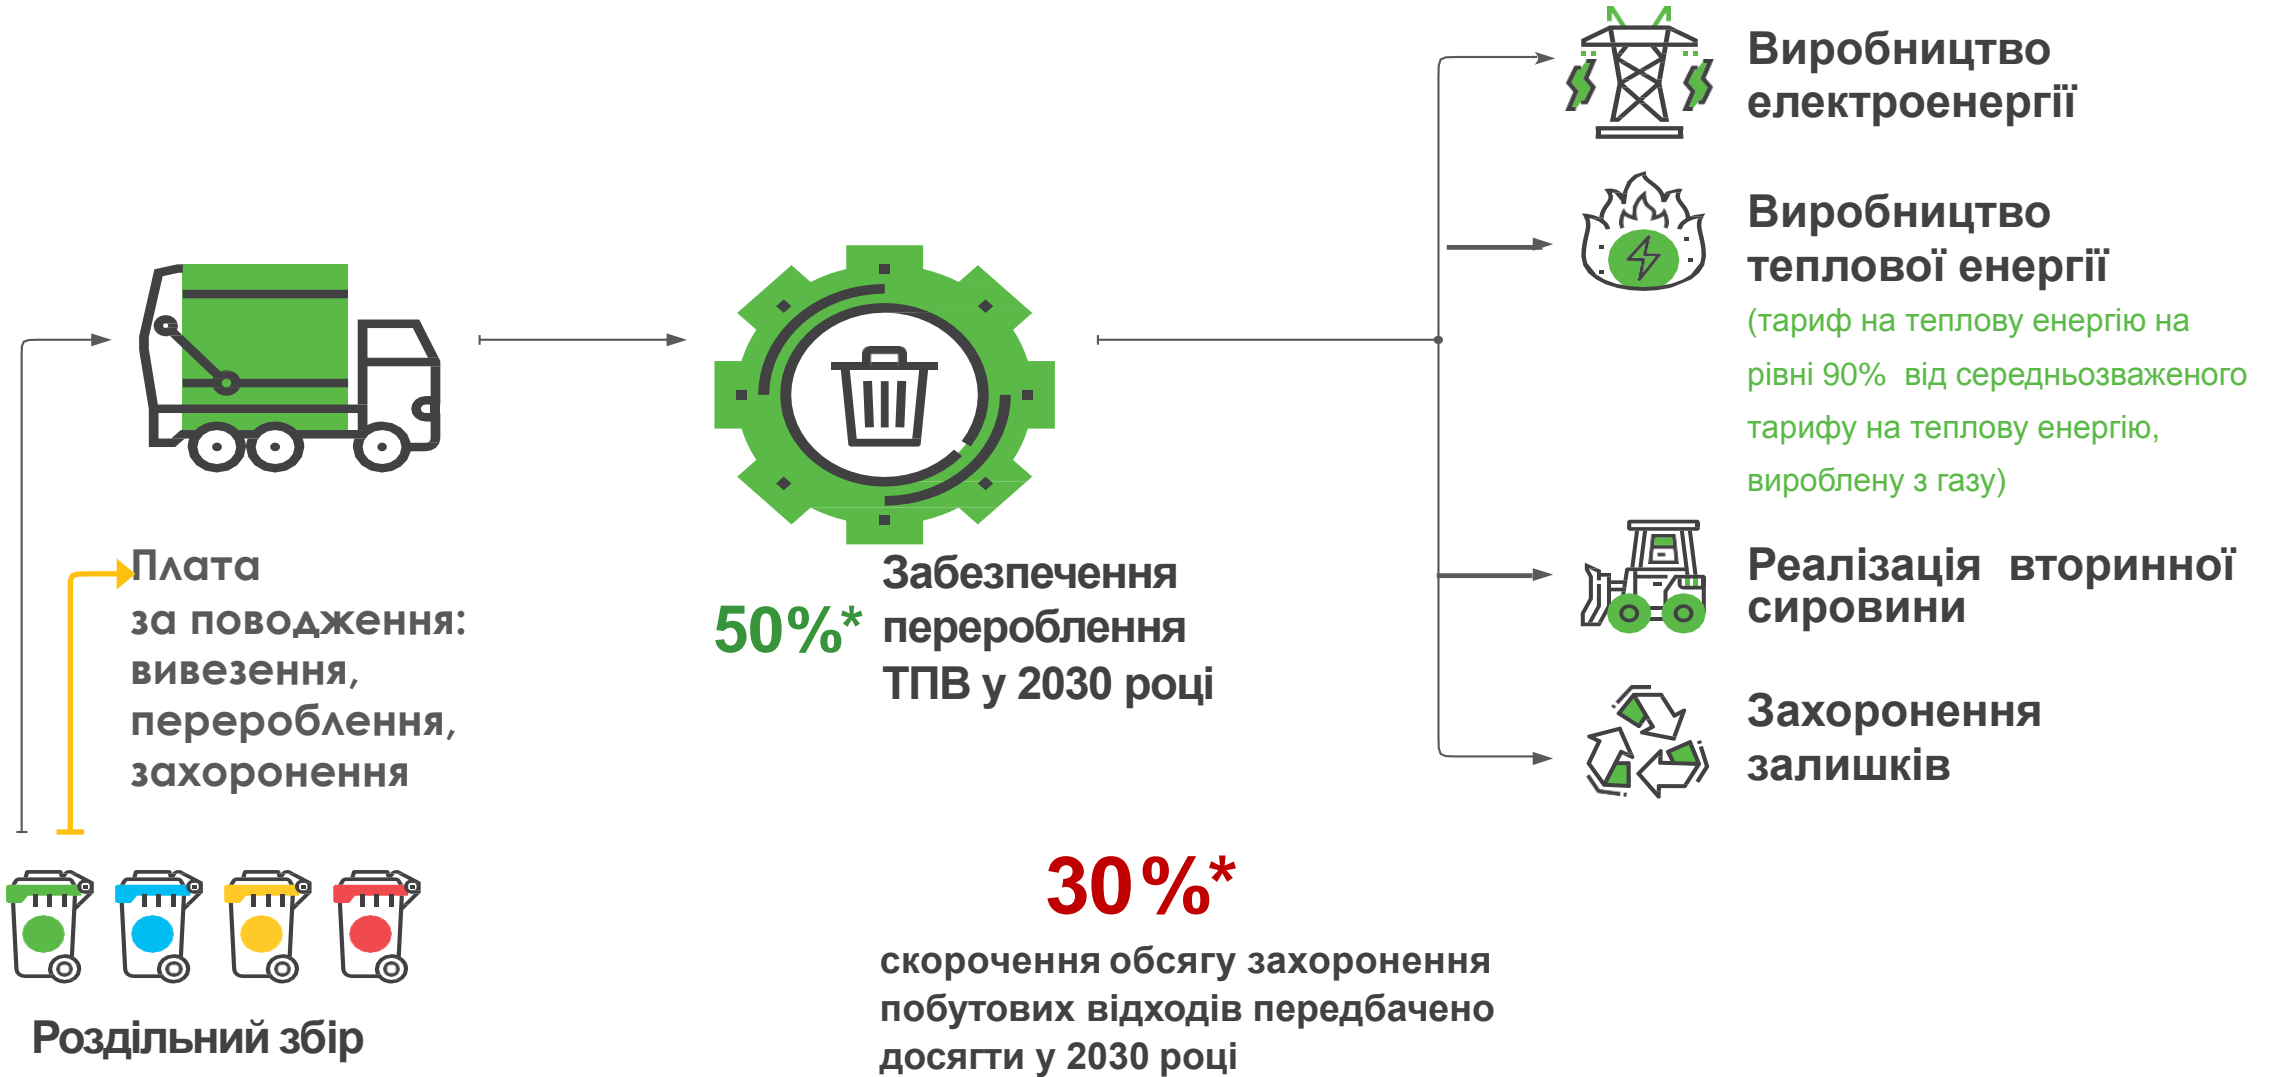 Виробництво
електроенергії
Виробництво
теплової енергії
(тариф на теплову енергію на
рівні 90% від середньозваженого
тарифу на теплову енергію,
вироблену з газу)
Реалізація вторинної
сировини
Захоронення
залишків
Плата
за поводження:
вивезення,
перероблення,
захоронення
Роздільний збір
50%*
Забезпечення
перероблення
ТПВ у 2030 році
30%*
скорочення обсягу захоронення
побутових відходів передбачено
досягти у 2030 році